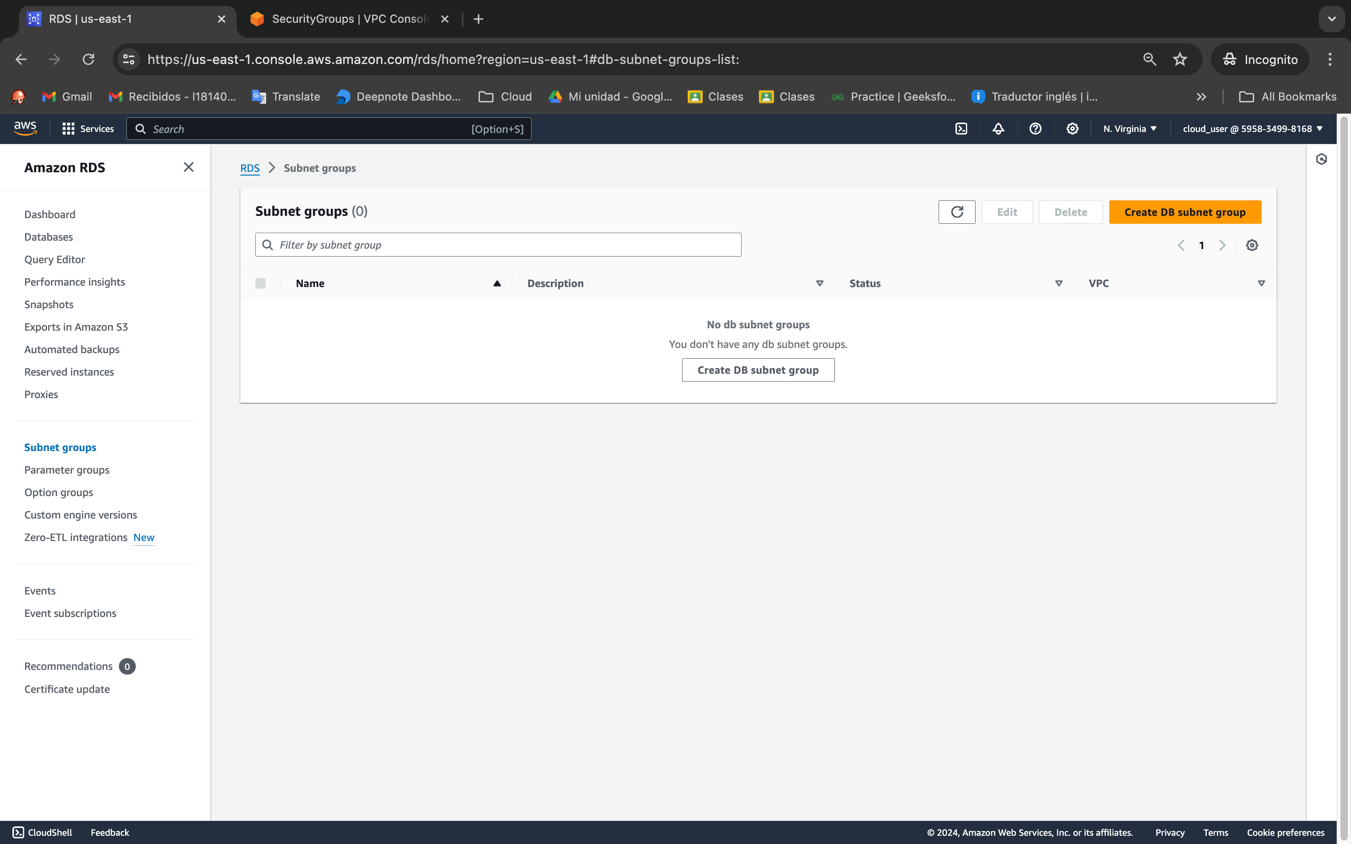 RDS | us-east-1
SecurityGroups | VPC Consol
https://us-east-1.console.aws.amazon.com/rds/home?region=us-east-1#db-subnet-groups-list:
Incognito
Gmail
Recibidos - l18140...
Translate
Deepnote Dashbo...
Cloud
Mi unidad - Googl...
Clases
Clases
Practice | Geeksfo...
Traductor inglés | i...
All Bookmarks
aws
Services
Search
[Option+S]
N. Virginia
cloud_user @ 5958-3499-8168
Amazon RDS
Dashboard
Databases
Query Editor
Performance insights
Snapshots
Exports in Amazon S3
Automated backups
Reserved instances
Proxies
Subnet groups
Parameter groups
Option groups
Custom engine versions
Zero-ETL integrations New
Events
Event subscriptions
Recommendations 0
Certificate update
RDS > Subnet groups
Subnet groups (0)
Edit
Delete
Create DB subnet group
Filter by subnet group
1
Name
Description
Status
VPC
No db subnet groups
You don't have any db subnet groups.
Create DB subnet group
CloudShell
Feedback
© 2024, Amazon Web Services, Inc. or its affiliates.
Privacy
Terms
Cookie preferences